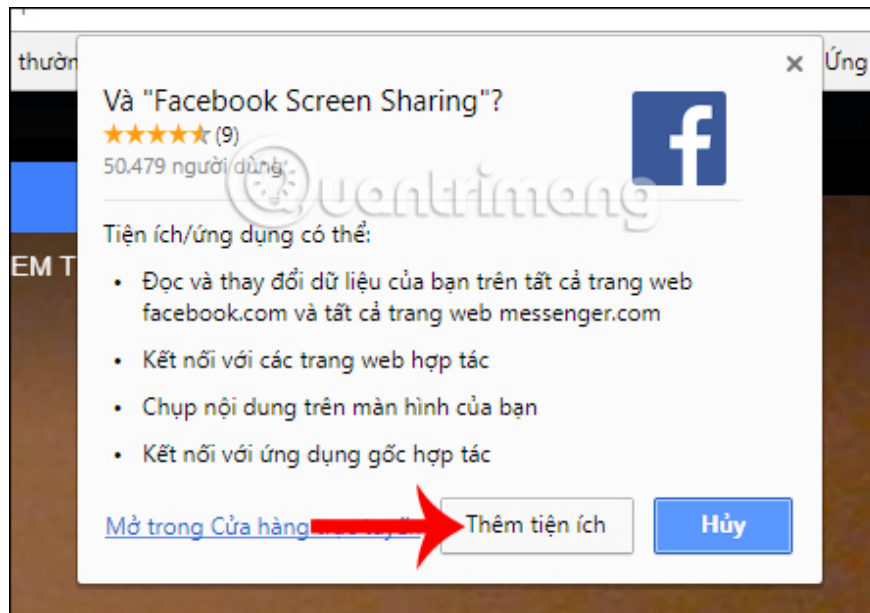 thườn
Ứng
Và "Facebook Screen Sharing"?
(9)
50.479 người dùng
Quantrimang
EM T
Tiện ích/ứng dụng có thể:
• Đọc và thay đổi dữ liệu của bạn trên tất cả trang web
facebook.com và tất cả trang web messenger.com
• Kết nối với các trang web hợp tác
• Chụp nội dung trên màn hình của bạn
• Kết nối với ứng dụng gốc hợp tác
Mở trong Cửa hàng
Thêm tiện ích
Hủy